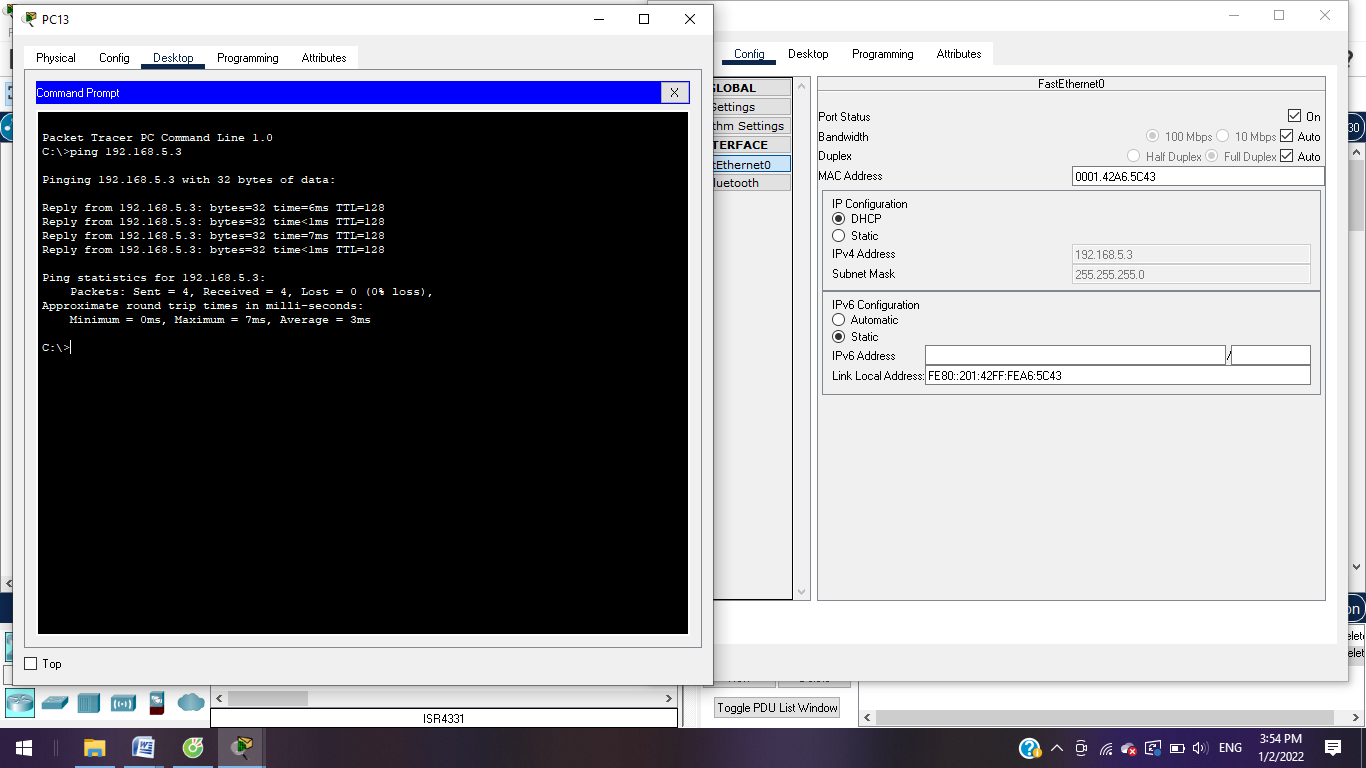 PC13
Physical Config Desktop Programming Attributes
Command Prompt
X
Packet Tracer PC Command Line 1.0
C:\>ping 192.168.5.3
Pinging 192.168.5.3 with 32 bytes of data:
Reply from 192.168.5.3: bytes=32 time=6ms TTL=128
Reply from 192.168.5.3: bytes=32 time<1ms TTL=128
Reply from 192.168.5.3: bytes=32 time=7ms TTL=128
Reply from 192.168.5.3: bytes=32 time<1ms TTL=128
Ping statistics for 192.168.5.3:
Packets: Sent = 4, Received = 4, Lost = 0 (0% loss),
Approximate round trip times in milli-seconds:
Minimum = 0ms, Maximum = 7ms, Average = 3ms
C:\>
Top
Config Desktop Programming Attributes
GLOBAL
Settings
thm Settings
TERFACE
tEthernet0
luetooth
FastEthernet0
Port Status On
Bandwidth 100 Mbps 10 Mbps Auto
Duplex Half Duplex Full Duplex Auto
MAC Address 0001.42A6.5C43
IP Configuration
DHCP
Static
IPv4 Address 192.168.5.3
Subnet Mask 255.255.255.0
IPv6 Configuration
Automatic
Static
IPv6 Address /
Link Local Address: FE80::201:42FF:FEA6:5C43
ISR4331
Toggle PDU List Window
ENG
3:54 PM
1/2/2022